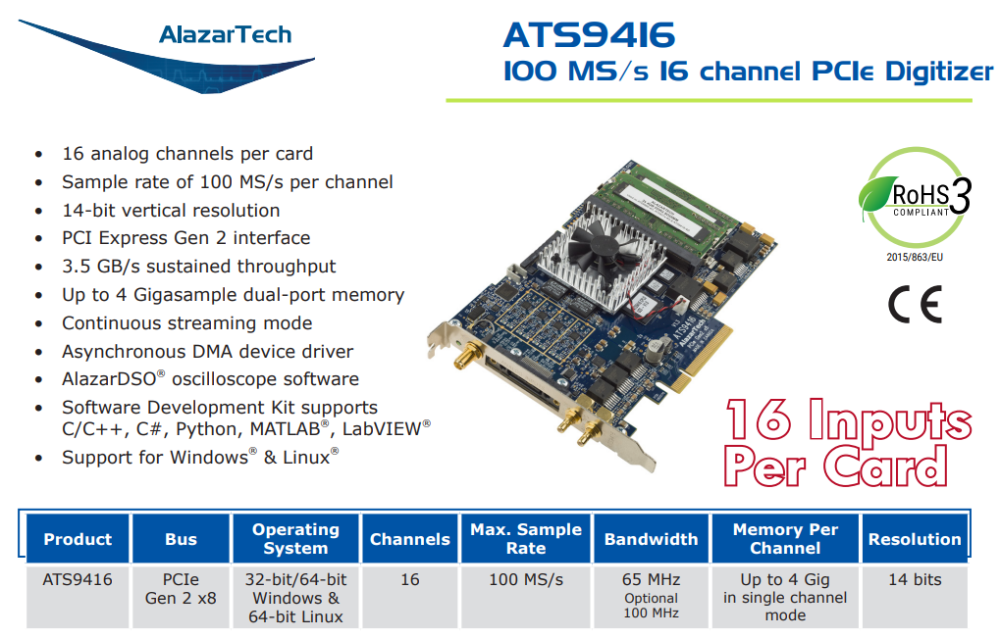 AlazarTech
ATS9416
100 MS/s 16 channel PCIe Digitizer
• 16 analog channels per card
• Sample rate of 100 MS/s per channel
• 14-bit vertical resolution
• PCI Express Gen 2 interface
• 3.5 GB/s sustained throughput
• Up to 4 Gigasample dual-port memory
• Continuous streaming mode
• Asynchronous DMA device driver
• AlazarDSO® oscilloscope software
• Software Development Kit supports
C/C++, C#, Python, MATLAB®, LabVIEW®
• Support for Windows® & Linux®
ATS9416
AlazarTech
RoHS3
COMPLIANT
2015/863/EU
CE
16 Inputs
Per Card
Product Bus Operating System Channels Max. Sample Rate Bandwidth Memory Per Channel Resolution
ATS9416 PCIe Gen 2 x8 32-bit/64-bit Windows & 64-bit Linux 16 100 MS/s 65 MHz Optional 100 MHz Up to 4 Gig in single channel mode 14 bits